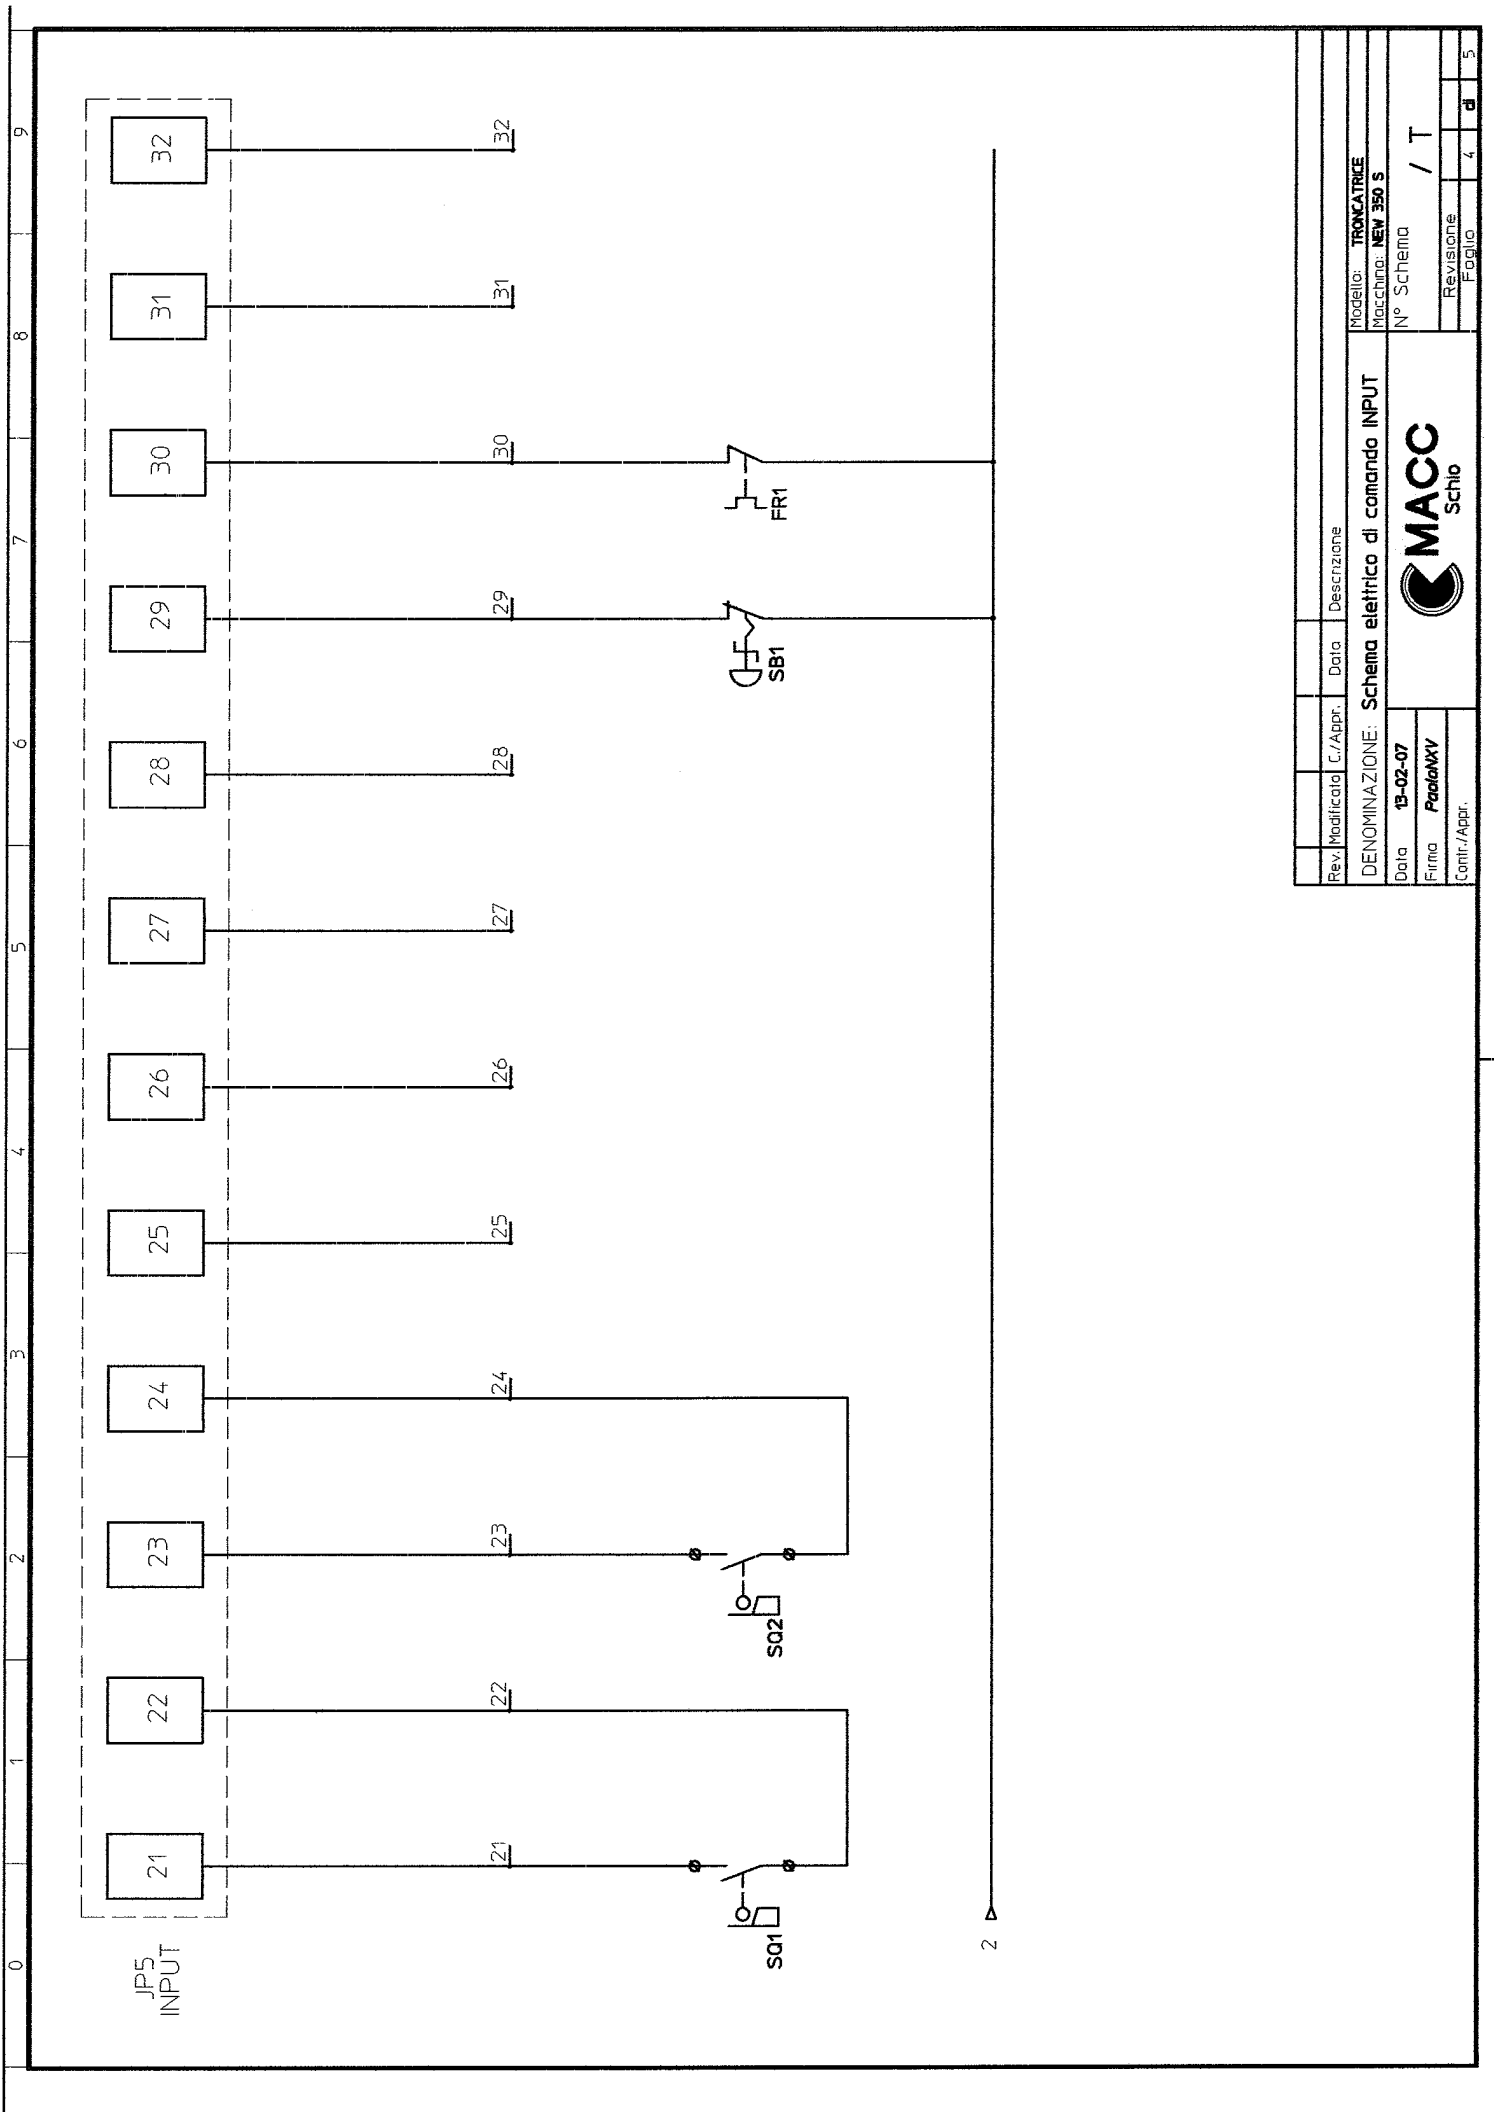 0 1 2 3 4 5 6 7 8 9
JP5
INPUT
21 22 23 24 25 26 27 28 29 30 31 32
21 22 23 24 25 26 27 28 29 30 31 32
SQ1 SQ2 SB1 FR1
2
Rev. Modificato C./Appr. Data Descrizione
DENOMINAZIONE: Schema elettrico di comando INPUT
Modello: TRONCATRICE
Macchina: NEW 350 S
Data 13-02-07
Firma PaoloNXV
Contr./Appr.
MACC
Schio
N° Schema / T
Revisione
Foglio 4 di 5